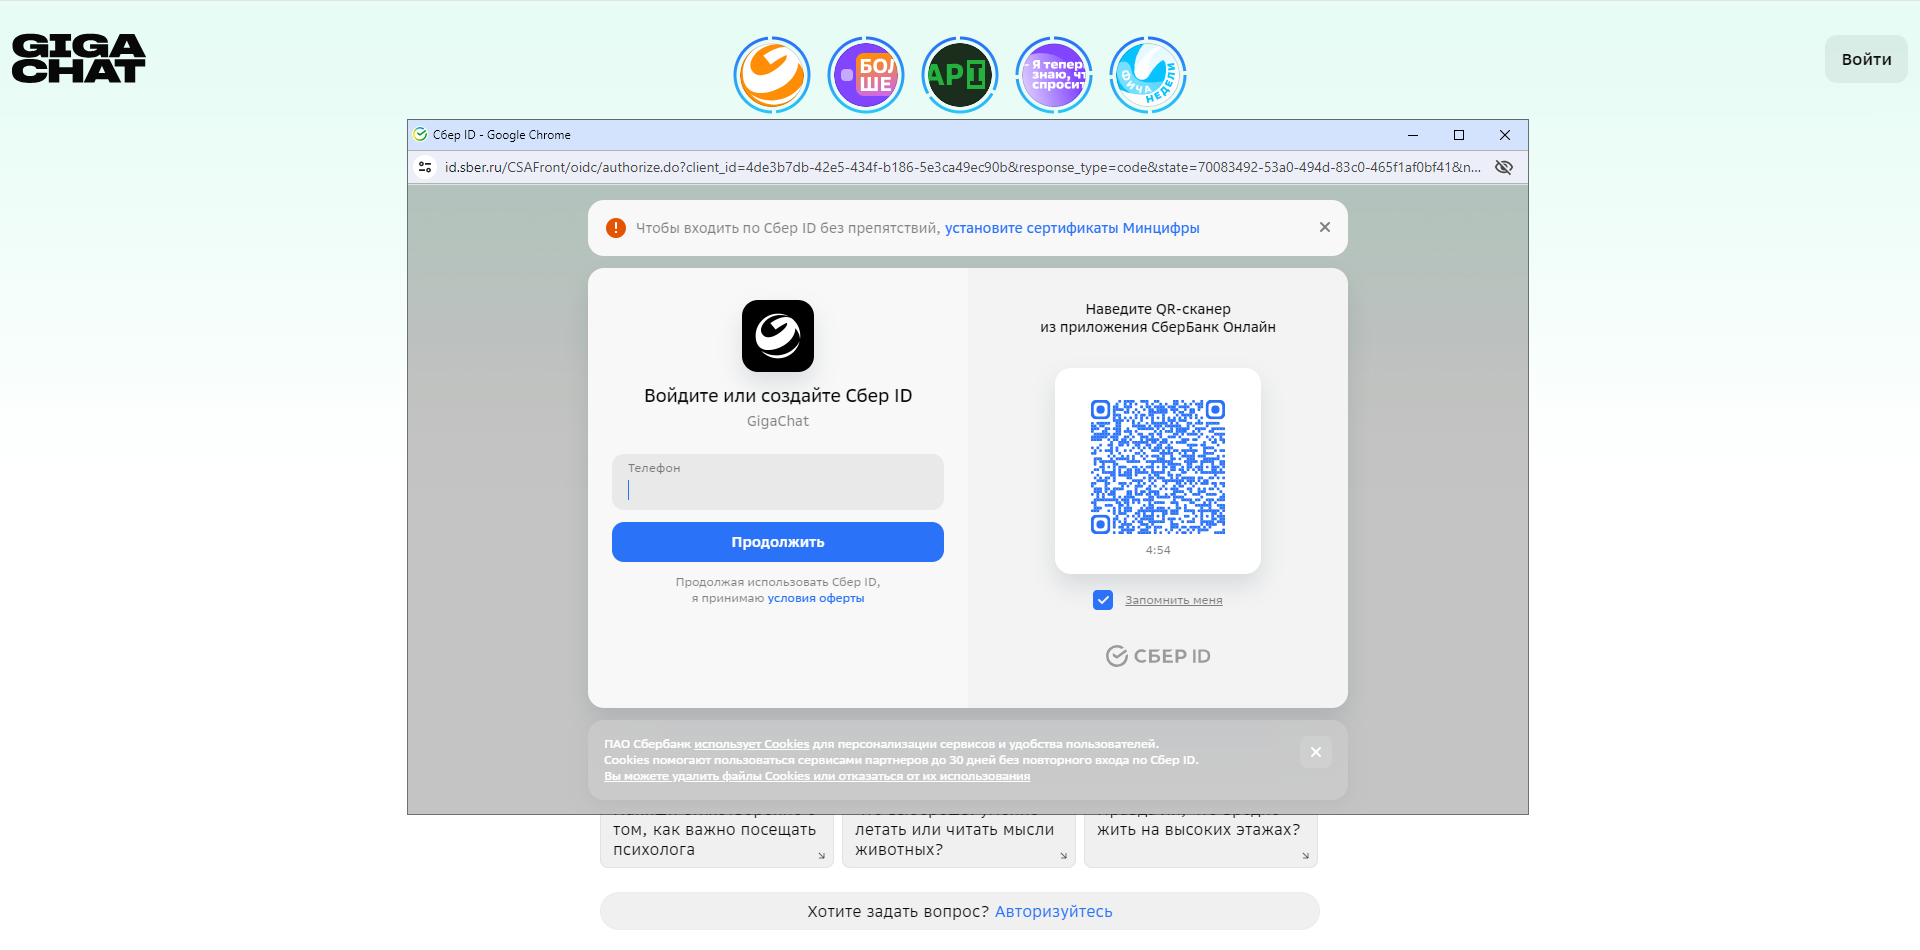 GIGA
CHAT
БОЛ
ШЕ
API
- Я теперь
знаю, чт
спросит
ФИЧА НЕДЕЛИ
Войти
Сбер ID - Google Chrome
id.sber.ru/CSAFront/oidc/authorize.do?client_id=4de3b7db-42e5-434f-b186-5e3ca49ec90b&response_type=code&state=70083492-53a0-494d-83c0-465f1af0bf41&n...
Чтобы входить по Сбер ID без препятствий, установите сертификаты Минцифры
Войдите или создайте Сбер ID
GigaChat
Телефон
Продолжить
Продолжая использовать Сбер ID,
я принимаю условия оферты
Наведите QR-сканер
из приложения СберБанк Онлайн
4:54
Запомнить меня
СБЕР ID
ПАО Сбербанк использует Cookies для персонализации сервисов и удобства пользователей.
Cookies помогают пользоваться сервисами партнеров до 30 дней без повторного входа по Сбер ID.
Вы можете удалить файлы Cookies или отказаться от их использования
том, как важно посещать
психолога
летать или читать мысли
животных?
жить на высоких этажах?
Хотите задать вопрос? Авторизуйтесь